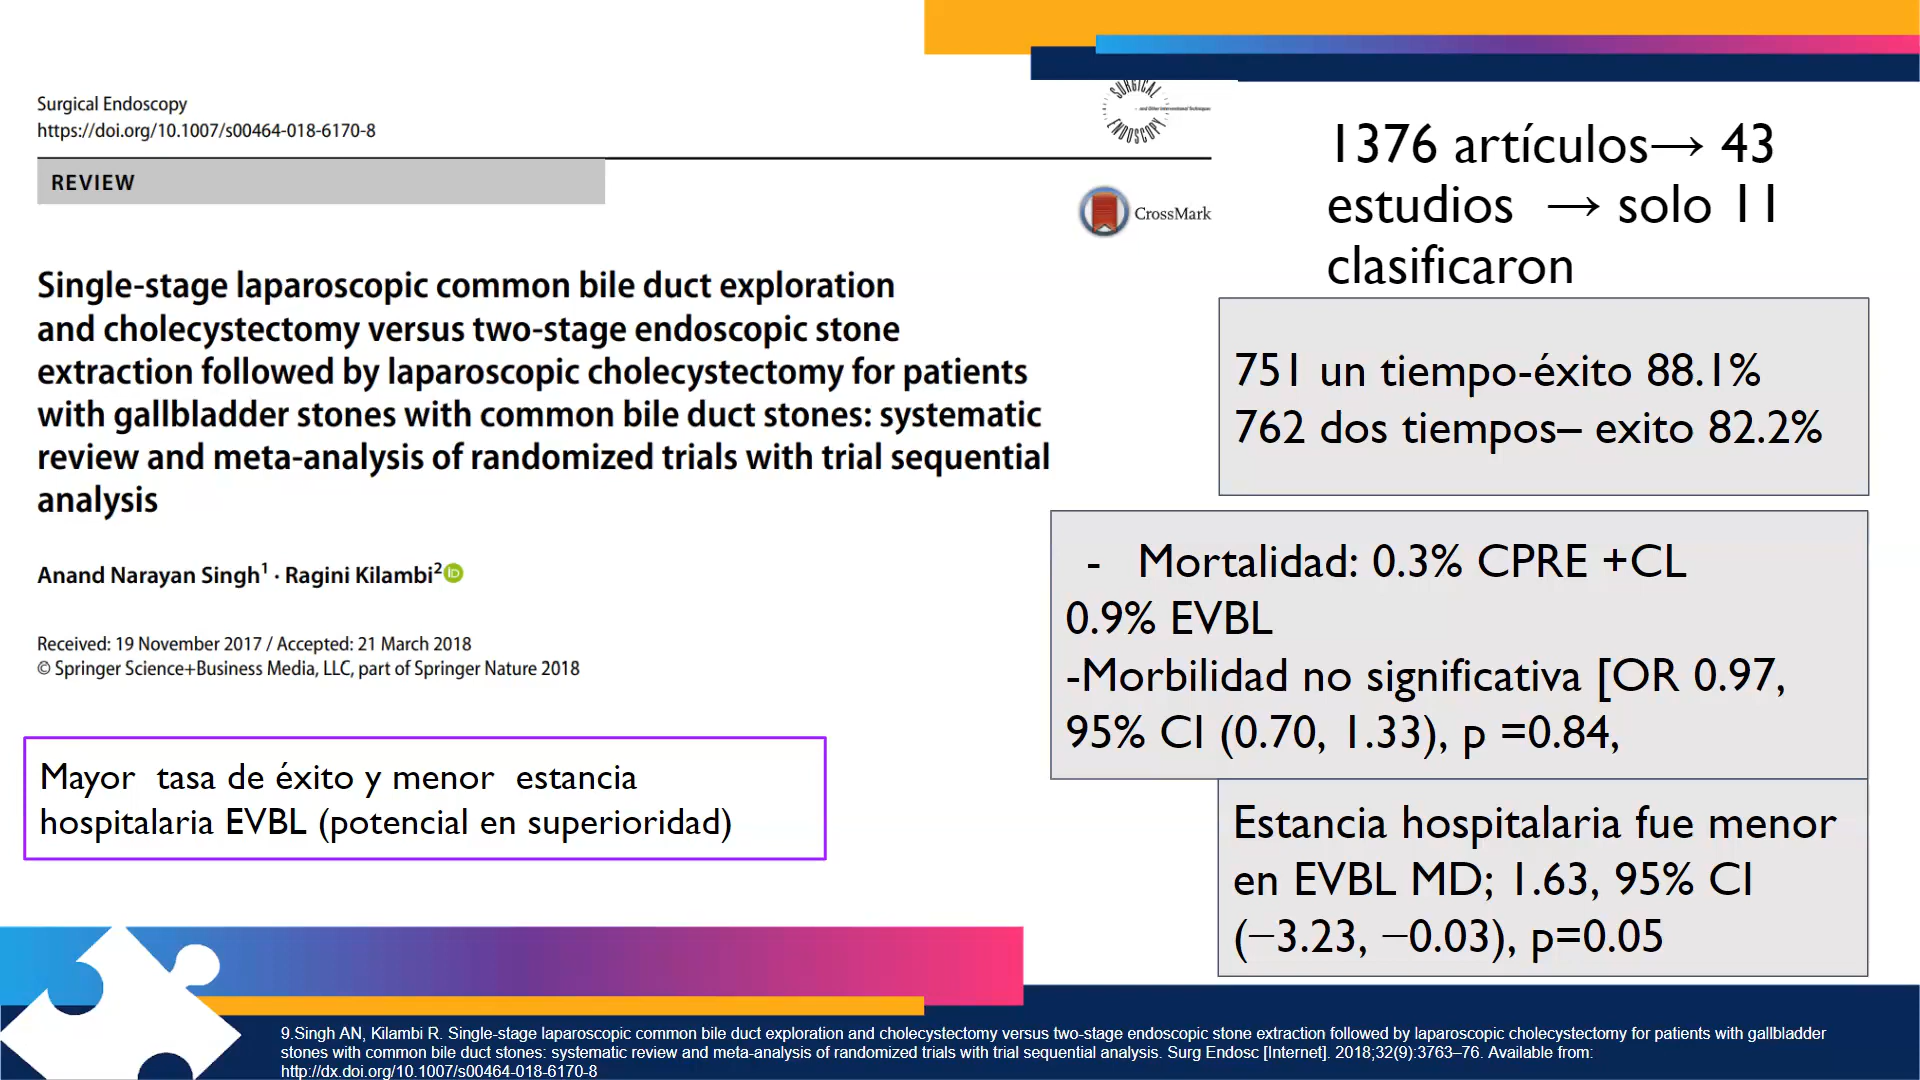 Surgical Endoscopy
https://doi.org/10.1007/s00464-018-6170-8
SURGICAL
and Other Interventional Techniques
ENDOSCOPY
REVIEW
CrossMark
Single-stage laparoscopic common bile duct exploration
and cholecystectomy versus two-stage endoscopic stone
extraction followed by laparoscopic cholecystectomy for patients
with gallbladder stones with common bile duct stones: systematic
review and meta-analysis of randomized trials with trial sequential
analysis
Anand Narayan Singh¹ · Ragini Kilambi² iD
Received: 19 November 2017 / Accepted: 21 March 2018
© Springer Science+Business Media, LLC, part of Springer Nature 2018
Mayor tasa de éxito y menor estancia
hospitalaria EVBL (potencial en superioridad)
1376 artículos→ 43
estudios → solo 11
clasificaron
751 un tiempo-éxito 88.1%
762 dos tiempos– exito 82.2%
- Mortalidad: 0.3% CPRE +CL
0.9% EVBL
-Morbilidad no significativa [OR 0.97,
95% CI (0.70, 1.33), p =0.84,
Estancia hospitalaria fue menor
en EVBL MD; 1.63, 95% CI
(−3.23, −0.03), p=0.05
9.Singh AN, Kilambi R. Single-stage laparoscopic common bile duct exploration and cholecystectomy versus two-stage endoscopic stone extraction followed by laparoscopic cholecystectomy for patients with gallbladder
stones with common bile duct stones: systematic review and meta-analysis of randomized trials with trial sequential analysis. Surg Endosc [Internet]. 2018;32(9):3763–76. Available from:
http://dx.doi.org/10.1007/s00464-018-6170-8